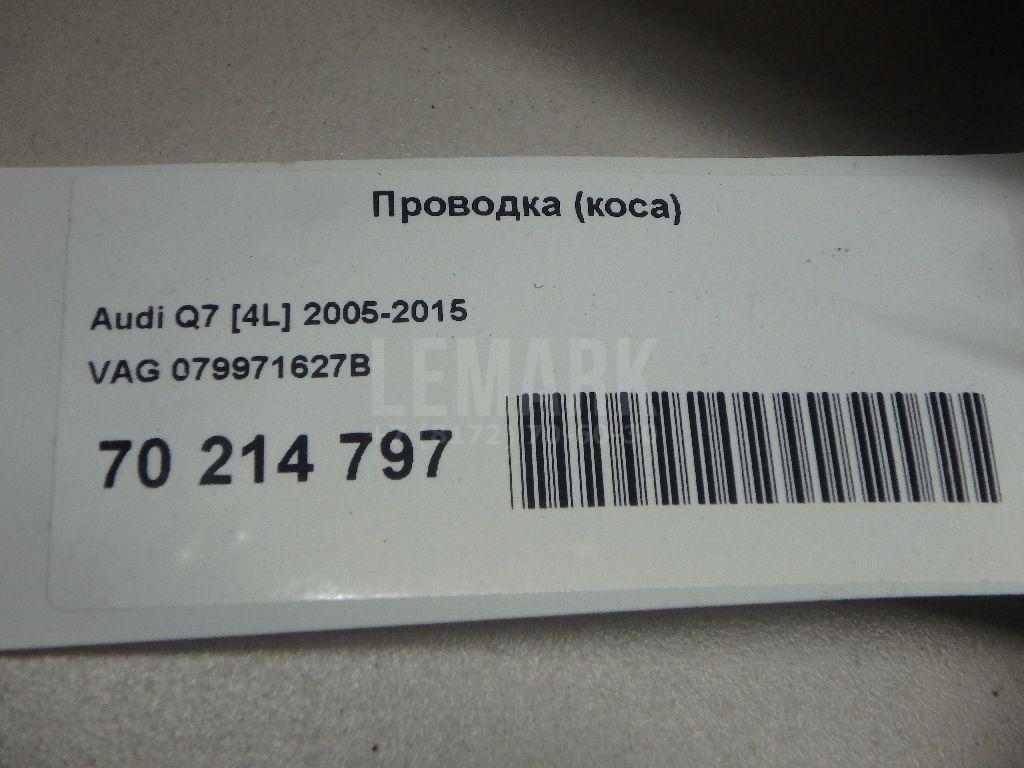 Проводка (коса)
Audi Q7 [4L] 2005-2015
VAG 079971627B
LEMARK
70 214 797